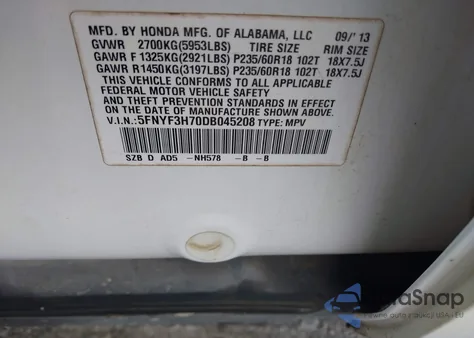 MFD. BY HONDA MFG. OF ALABAMA, LLC 09/'13
GVWR 2700KG(5953LBS) TIRE SIZE RIM SIZE
GAWR F 1325KG(2921LBS) P235/60R18 102T 18X7.5J
GAWR R 1450KG(3197LBS) P235/60R18 102T 18X7.5J
THIS VEHICLE CONFORMS TO ALL APPLICABLE
FEDERAL MOTOR VEHICLE SAFETY
AND THEFT PREVENTION STANDARDS IN EFFECT
ON THE DATE OF MANUFACTURE SHOWN ABOVE.
V.I.N.: 5FNYF3H70DB045208 TYPE: MPV
SZB D AD5 -NH578 -B -B